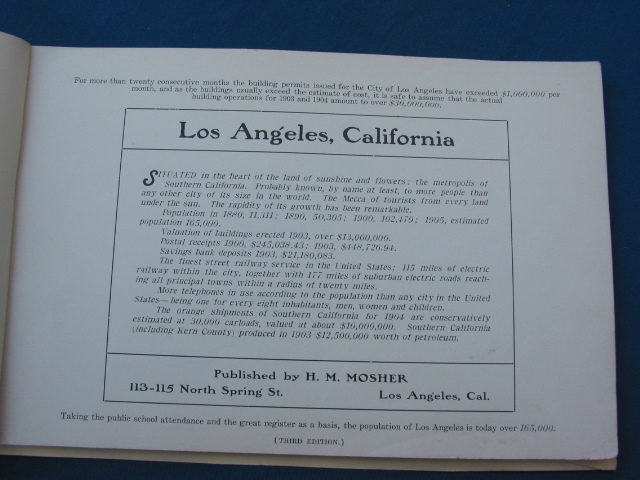 For more than twenty consecutive months the building permits issued for the City of Los Angeles have exceeded $1,000,000 per
month, and as the buildings usually exceed the estimate of cost, it is safe to assume that the actual
building operations for 1903 and 1904 amount to over $30,000,000.
Los Angeles, California
SITUATED in the heart of the land of sunshine and flowers; the metropolis of
Southern California. Probably known, by name at least, to more people than
any other city of its size in the world. The Mecca of tourists from every land
under the sun. The rapidity of its growth has been remarkable.
Population in 1880, 11,311; 1890, 50,305; 1900, 102,479; 1905, estimated
population 165,000.
Valuation of buildings erected 1903, over $13,000,000.
Postal receipts 1900, $245,038.43; 1903, $448,726.94.
Savings bank deposits 1903, $21,180,083.
The finest street railway service in the United States; 115 miles of electric
railway within the city, together with 177 miles of suburban electric roads reach-
ing all principal towns within a radius of twenty miles.
More telephones in use according to the population than any city in the United
States—being one for every eight inhabitants, men, women and children.
The orange shipments of Southern California for 1904 are conservatively
estimated at 30,000 carloads, valued at about $10,000,000. Southern California
(including Kern County) produced in 1903 $12,500,000 worth of petroleum.
Published by H. M. MOSHER
113-115 North Spring St. Los Angeles, Cal.
Taking the public school attendance and the great register as a basis, the population of Los Angeles is today over 165,000.
(THIRD EDITION.)